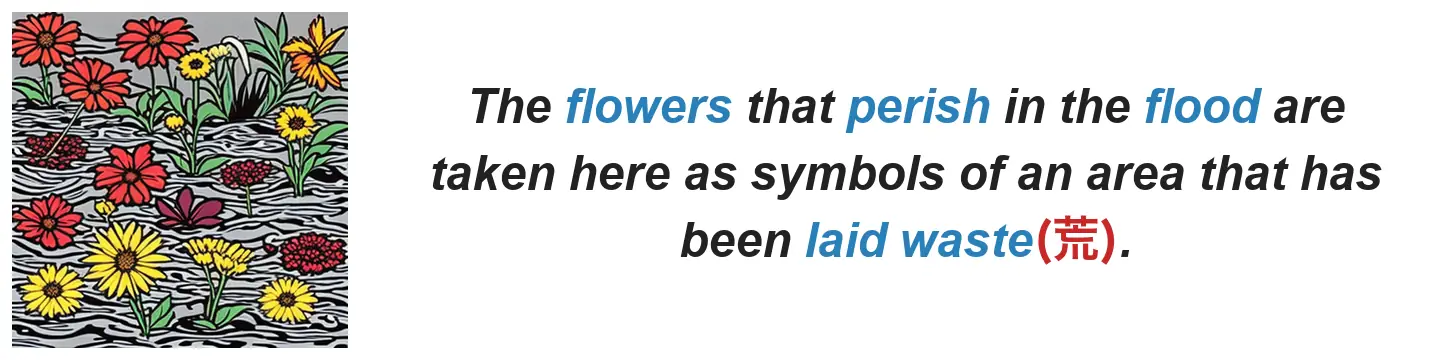 The flowers that perish in the flood are
taken here as symbols of an area that has
been laid waste(荒).